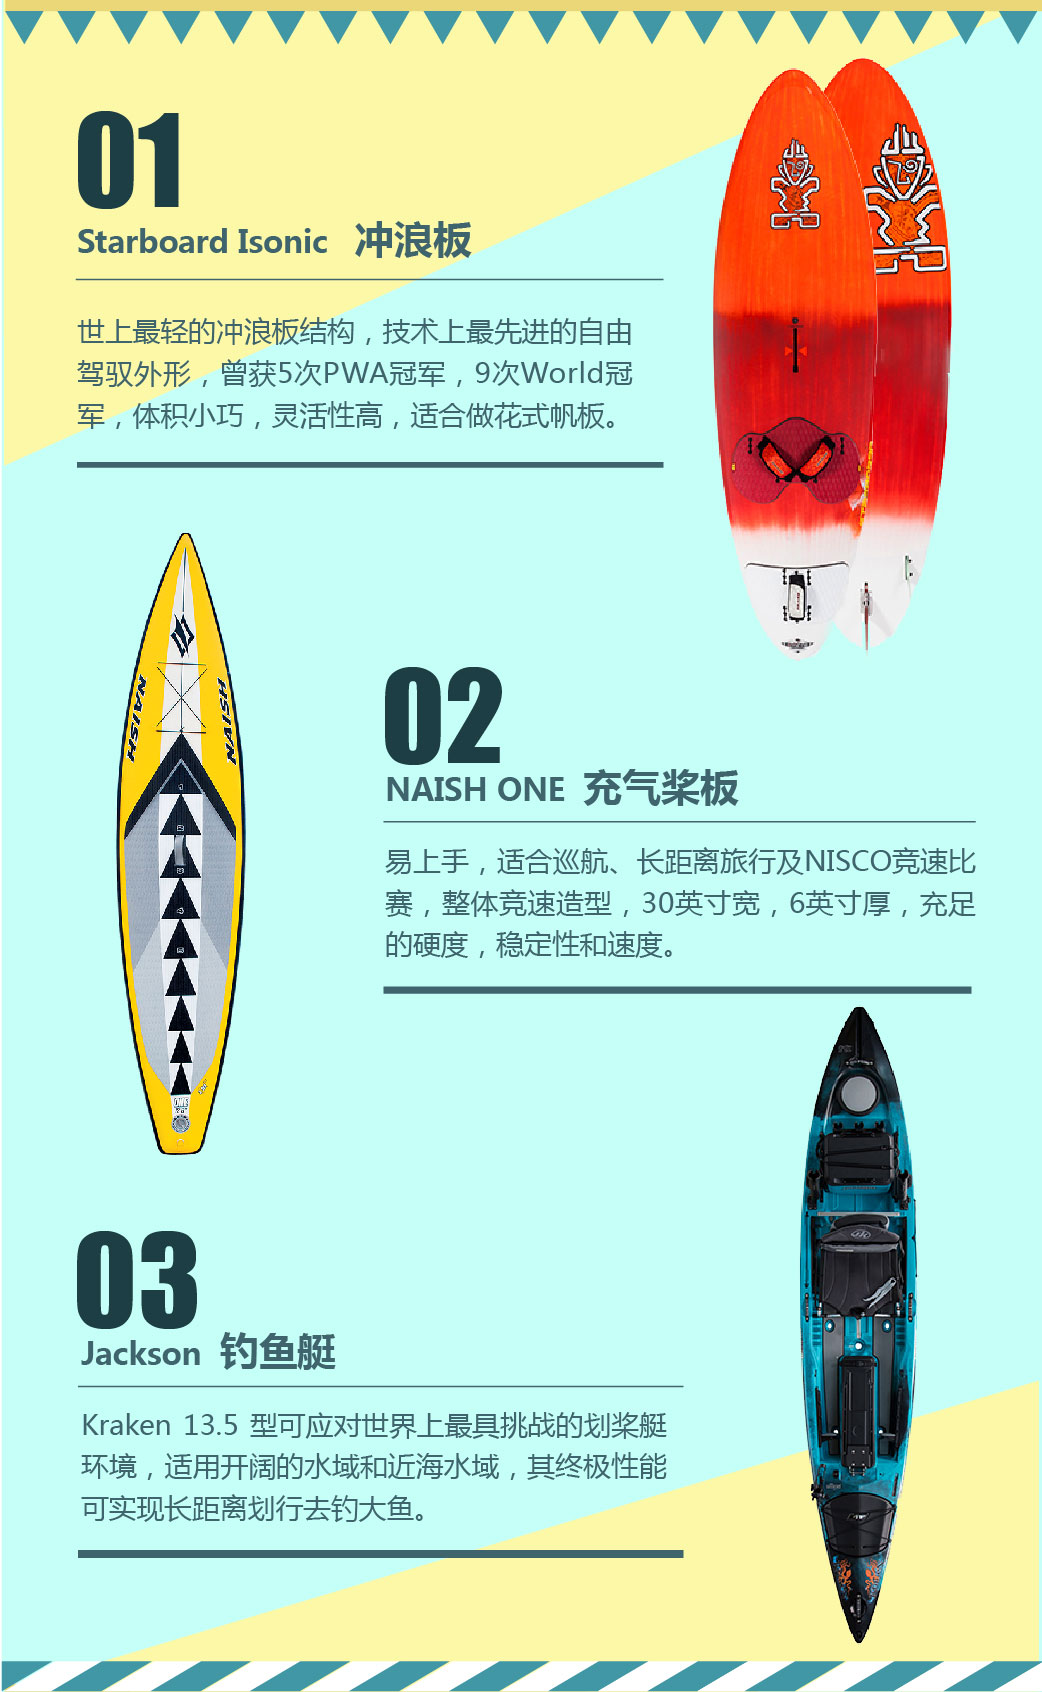 01
Starboard Isonic 冲浪板
世上最轻的冲浪板结构，技术上最先进的自由
驾驭外形，曾获5次PWA冠军，9次World冠
军，体积小巧，灵活性高，适合做花式帆板。
NAISH
NAISH
02
NAISH ONE 充气桨板
易上手，适合巡航、长距离旅行及NISCO竞速比
赛，整体竞速造型，30英寸宽，6英寸厚，充足
的硬度，稳定性和速度。
03
Jackson 钓鱼艇
Kraken 13.5 型可应对世界上最具挑战的划桨艇
环境，适用开阔的水域和近海水域，其终极性能
可实现长距离划行去钓大鱼。